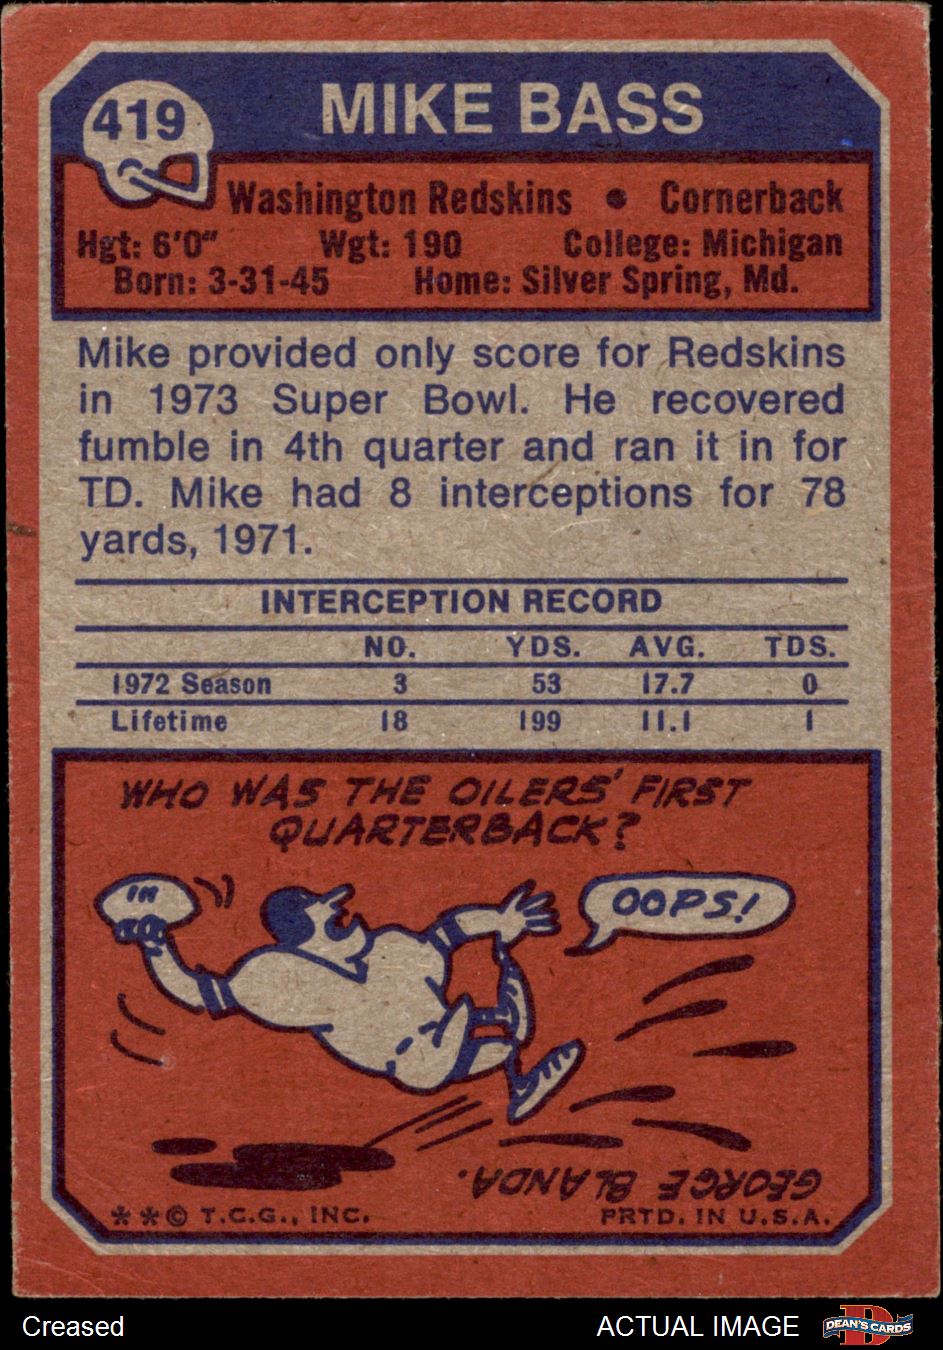 419
MIKE BASS
Washington Redskins • Cornerback
Hgt: 6'0" Wgt: 190 College: Michigan
Born: 3-31-45 Home: Silver Spring, Md.
Mike provided only score for Redskins
in 1973 Super Bowl. He recovered
fumble in 4th quarter and ran it in for
TD. Mike had 8 interceptions for 78
yards, 1971.
INTERCEPTION RECORD
NO. YDS. AVG. TDS.
1972 Season 3 53 17.7 0
Lifetime 18 199 11.1 1
WHO WAS THE OILERS' FIRST
QUARTERBACK?
IN
OOPS!
GEORGE BLANDA.
**© T.C.G., INC. PRTD. IN U.S.A.
Creased ACTUAL IMAGE DEAN'S CARDS